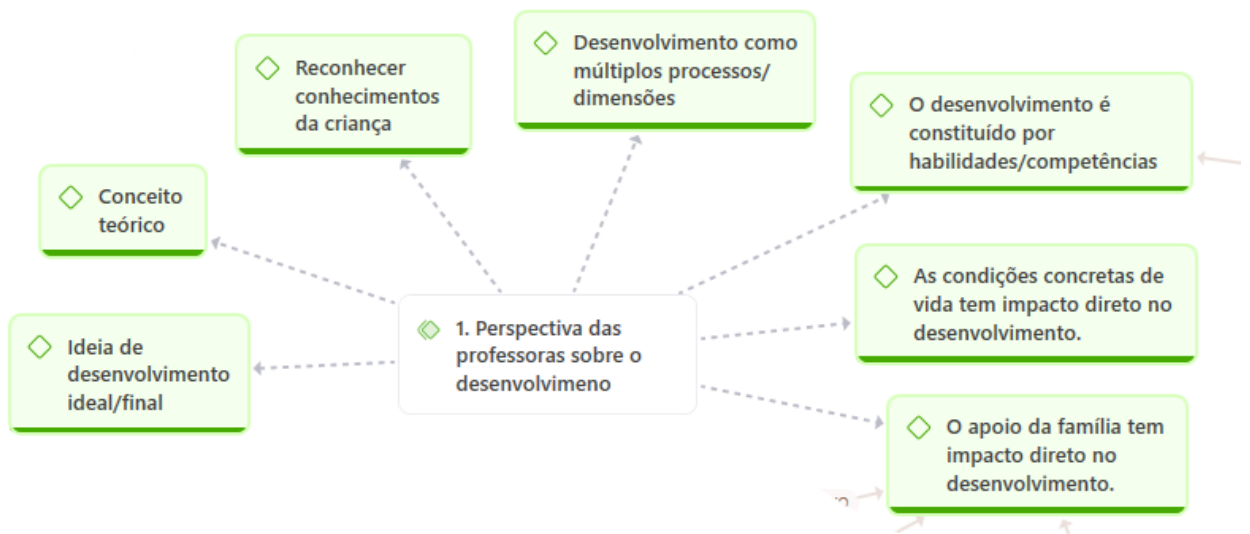 Desenvolvimento como
múltiplos processos/
dimensões
Reconhecer
conhecimentos
da criança
O desenvolvimento é
constituído por
habilidades/competências
Conceito
teórico
As condições concretas de
vida tem impacto direto no
desenvolvimento.
1. Perspectiva das
professoras sobre o
desenvolvimeno
Ideia de
desenvolvimento
ideal/final
O apoio da família tem
impacto direto no
desenvolvimento.